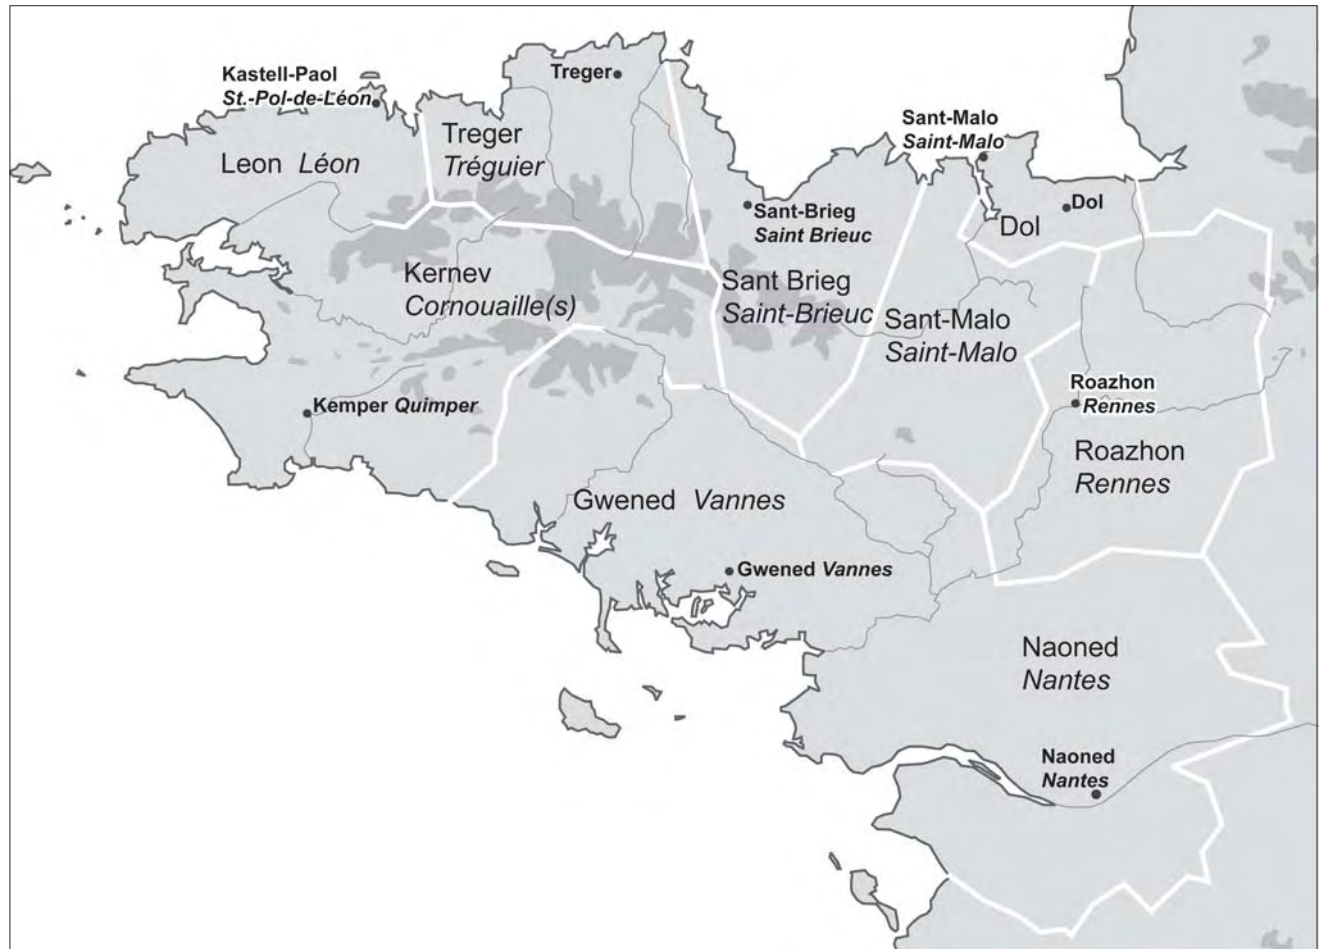 Kastell-Paol
St.-Pol-de-Léon
Treger
Sant-Malo
Saint-Malo
Treger
Tréguier
Leon Léon
Dol
Dol
Sant-Brieg
Saint Brieuc
Kernev
Cornouaille(s)
Sant Brieg
Saint-Brieuc
Sant-Malo
Saint-Malo
Roazhon
Rennes
Kemper Quimper
Roazhon
Rennes
Gwened Vannes
Gwened Vannes
Naoned
Nantes
Naoned
Nantes